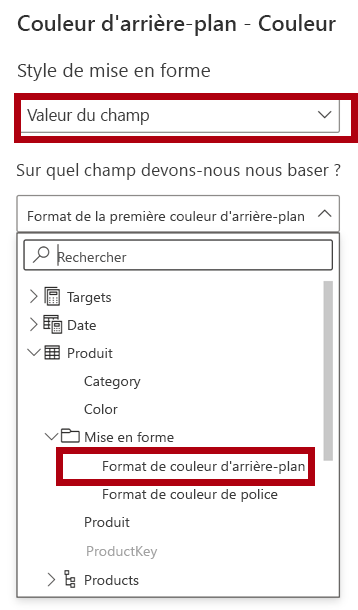 Couleur d'arrière-plan - Couleur
Style de mise en forme
Valeur du champ
Sur quel champ devons-nous nous baser ?
Format de la première couleur d'arrière-plan
Rechercher
Targets
Date
Produit
Category
Color
Mise en forme
Format de couleur d'arrière-plan
Format de couleur de police
Produit
ProductKey
Products